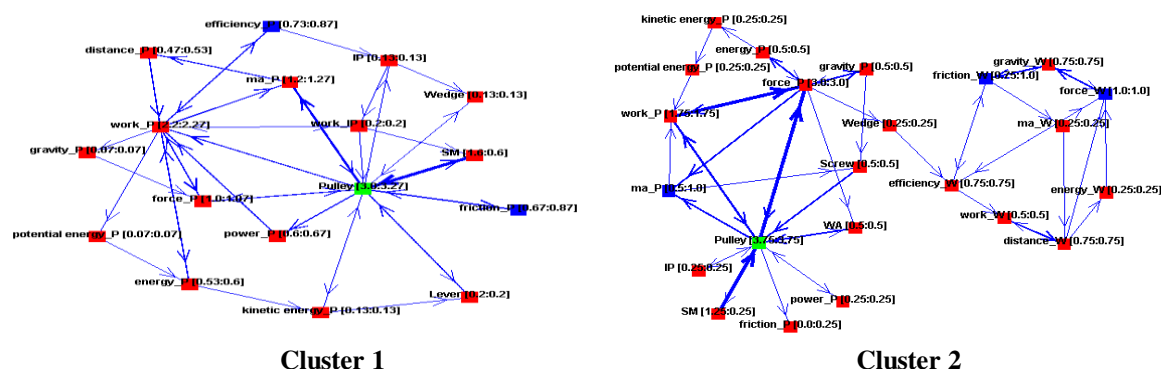 efficiency_P [0.73:0.87]
distance_P [0.47:0.53]
IP [0.13:0.13]
ma_P [1.2:1.27]
Wedge [0.13:0.13]
work_P [2.2:2.27]
work_IP [0.2:0.2]
gravity_P [0.07:0.07]
SM [1.6:0.6]
Pulley [3.0:3.27]
force_P [1.0:1.07]
friction_P [0.67:0.87]
potential energy_P [0.07:0.07]
power_P [0.6:0.67]
energy_P [0.53:0.6]
Lever [0.2:0.2]
kinetic energy_P [0.13:0.13]
Cluster 1
kinetic energy_P [0.25:0.25]
energy_P [0.5:0.5]
potential energy_P [0.25:0.25]
gravity_P [0.5:0.5]
force_P [3.0:3.0]
gravity_W [0.75:0.75]
friction_W [0.25:1.0]
force_W [1.0:1.0]
work_P [1.75:1.75]
Wedge [0.25:0.25]
ma_W [0.25:0.25]
Screw [0.5:0.5]
ma_P [0.5:1.0]
efficiency_W [0.75:0.75]
energy_W [0.25:0.25]
work_W [0.5:0.5]
WA [0.5:0.5]
Pulley [3.75:3.75]
distance_W [0.75:0.75]
IP [0.25:0.25]
power_P [0.25:0.25]
SM [1.25:0.25]
friction_P [0.0:0.25]
Cluster 2